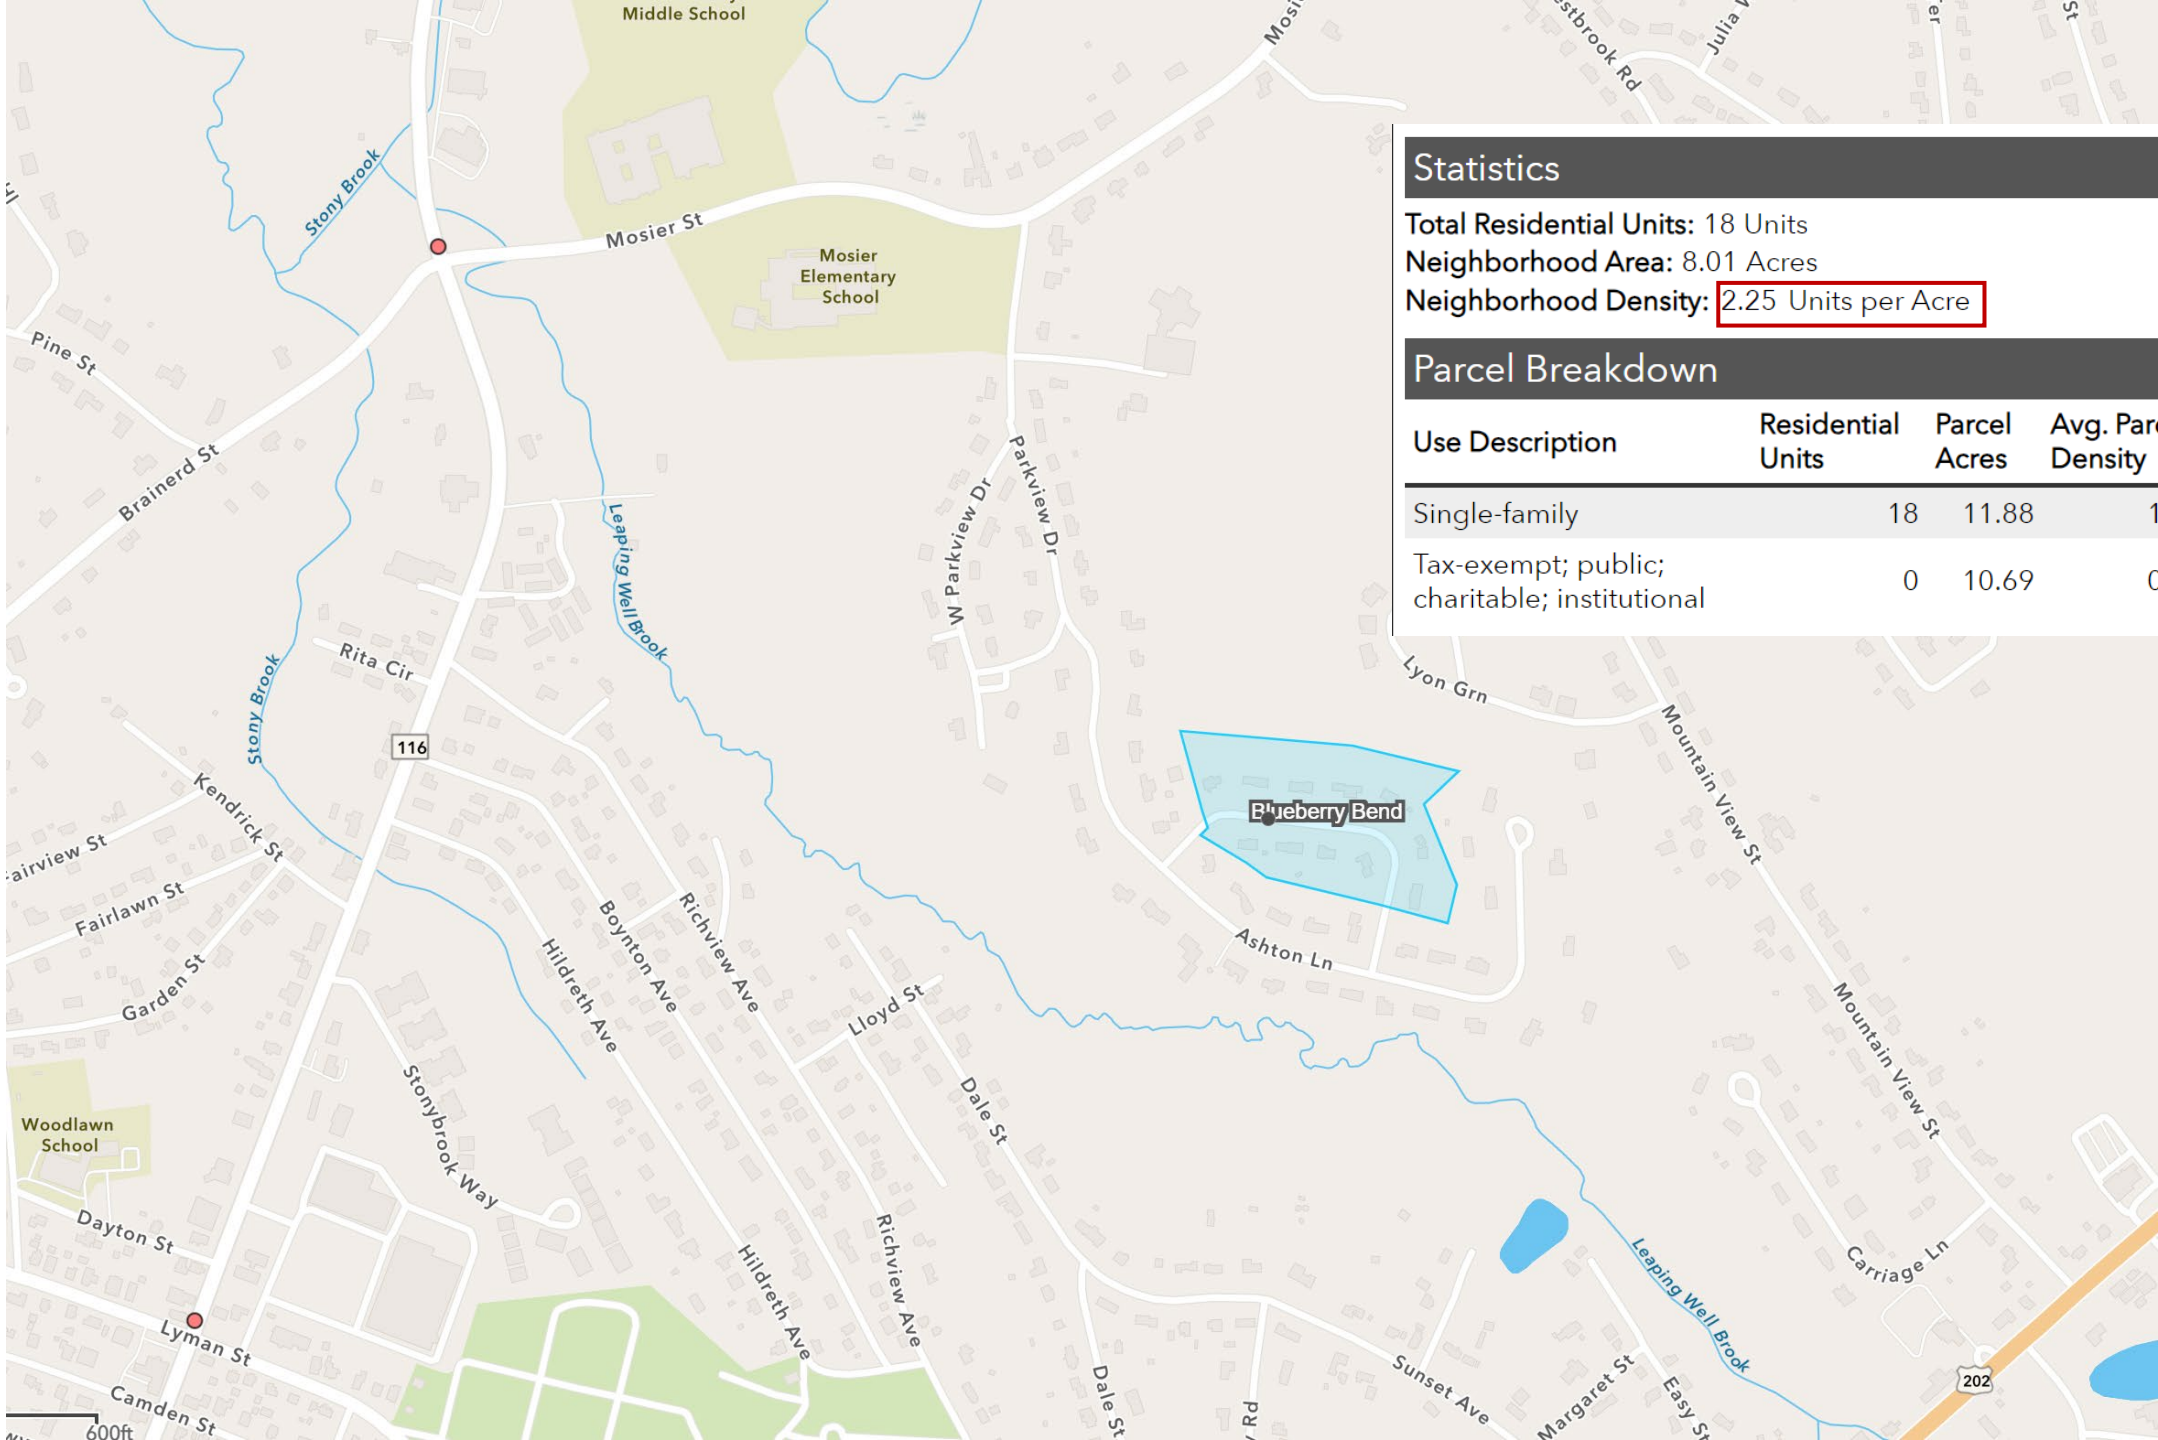 Middle School
Stony Brook
Mosier St
Mosier
Elementary
School
Westbrook Rd
Statistics
Total Residential Units: 18 Units
Neighborhood Area: 8.01 Acres
Neighborhood Density: 2.25 Units per Acre
Parcel Breakdown
Use Description
Residential
Units
Parcel
Acres
Density
Single-family 18 11.88
Tax-exempt; public;
charitable; institutional
0 10.69
Pine St
Brainerd St
Parkview Dr
W Parkview Dr
Leaping Well Brook
Rita Cir
Stony Brook
116
Lyon Grn
Mountain View St
Blueberry Bend
Kendrick St
Fairlawn St
Garden St
Hildreth Ave
Boynton Ave
Richview Ave
Lloyd St
Ashton Ln
Mountain View St
Dale St
Stonybrook Way
Woodlawn
School
Dayton St
Lyman St
Camden St
600ft
Hildreth Ave
Richview Ave
Dale St
Rd
Sunset Ave
Margaret St
Easy St
Leaping Well Brook
Carriage Ln
202